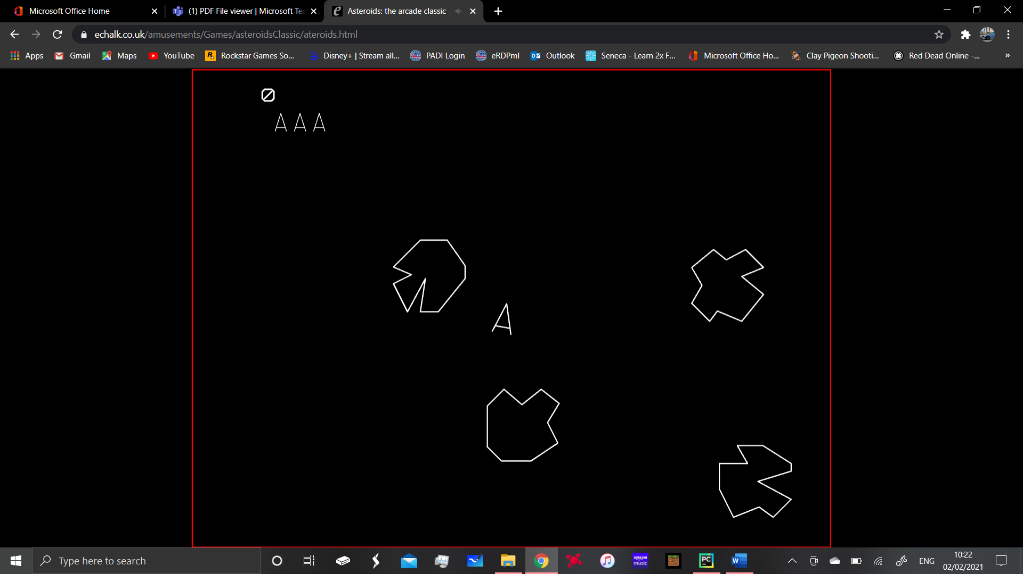 Microsoft Office Home
(1) PDF File viewer | Microsoft Te
Asteroids: the arcade classic
echalk.co.uk/amusements/Games/asteroidsClassic/ateroids.html
Apps Gmail Maps YouTube Rockstar Games So... Disney+ | Stream all... PADI Login eRDPml Outlook Seneca - Learn 2x F... Microsoft Office Ho... Clay Pigeon Shooti... Red Dead Online -... »
0
Type here to search
amazon music
PC
W
ENG
10:22
02/02/2021